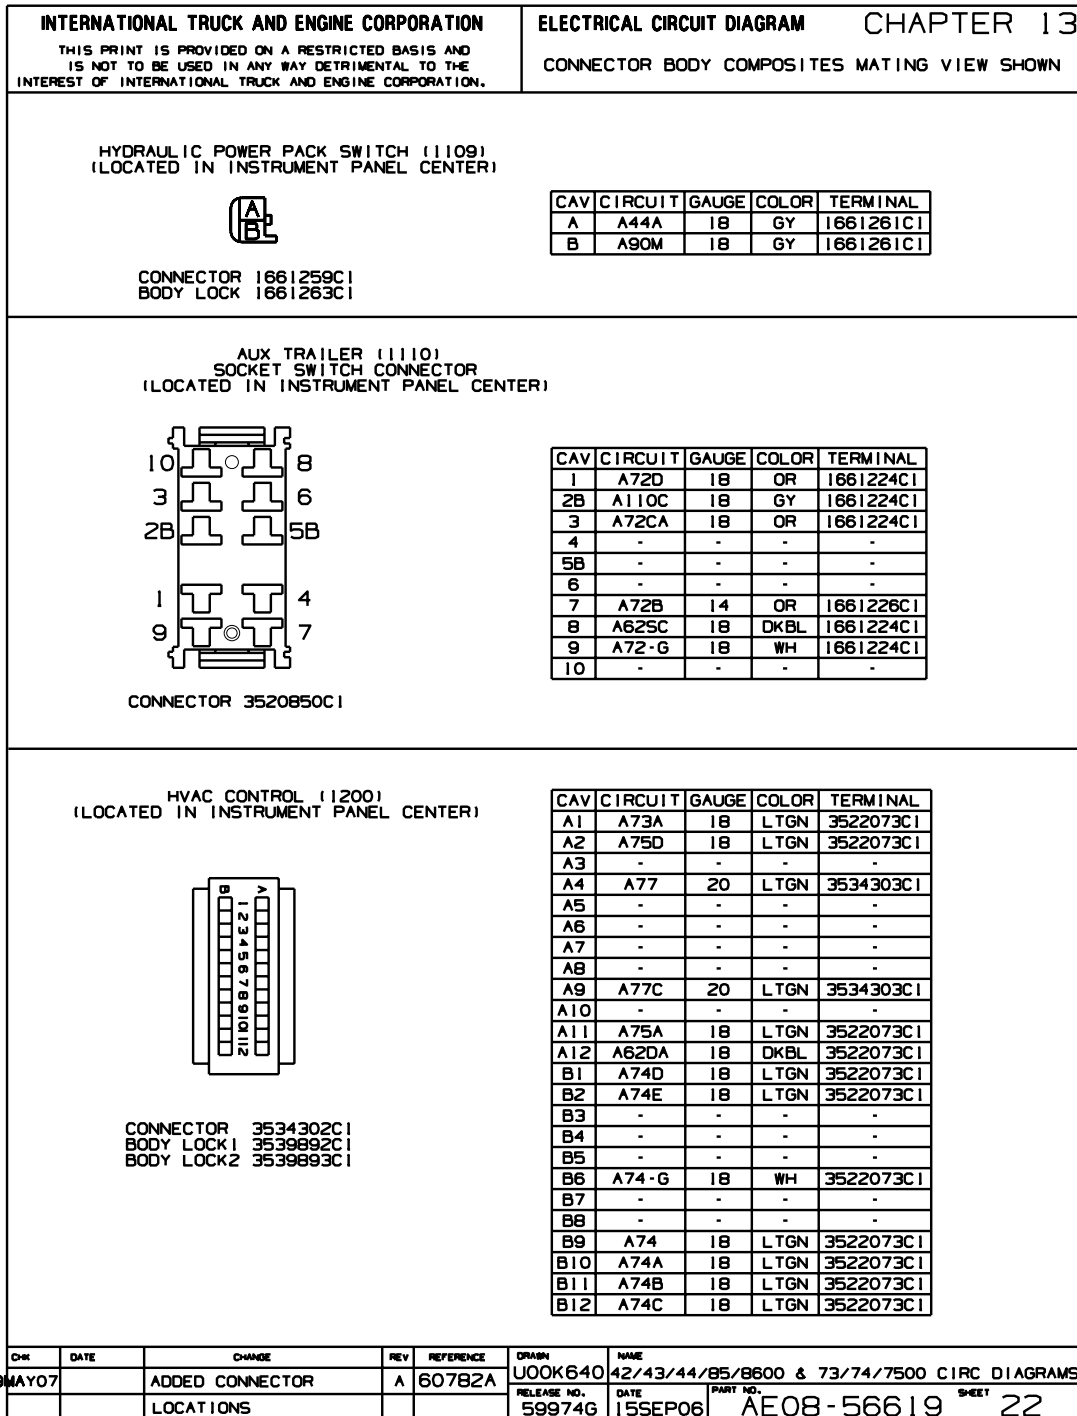 INTERNATIONAL TRUCK AND ENGINE CORPORATION
THIS PRINT IS PROVIDED ON A RESTRICTED BASIS AND
IS NOT TO BE USED IN ANY WAY DETRIMENTAL TO THE
INTEREST OF INTERNATIONAL TRUCK AND ENGINE CORPORATION.
ELECTRICAL CIRCUIT DIAGRAM CHAPTER 13
CONNECTOR BODY COMPOSITES MATING VIEW SHOWN
HYDRAULIC POWER PACK SWITCH (1109)
(LOCATED IN INSTRUMENT PANEL CENTER)
A
B
CONNECTOR 1661259C1
BODY LOCK 1661263C1
CAV CIRCUIT GAUGE COLOR TERMINAL
A A44A 18 GY 1661261C1
B A90M 18 GY 1661261C1
AUX TRAILER (1110)
SOCKET SWITCH CONNECTOR
(LOCATED IN INSTRUMENT PANEL CENTER)
10 8
3 6
2B 5B
1 4
9 7
CONNECTOR 3520850C1
CAV CIRCUIT GAUGE COLOR TERMINAL
1 A72D 18 OR 1661224C1
2B A110C 18 GY 1661224C1
3 A72CA 18 OR 1661224C1
4 - - - -
5B - - - -
6 - - - -
7 A72B 14 OR 1661226C1
8 A62SC 18 DKBL 1661224C1
9 A72-G 18 WH 1661224C1
10 - - - -
HVAC CONTROL (1200)
(LOCATED IN INSTRUMENT PANEL CENTER)
B A
1
2
3
4
5
6
7
8
9
10
11
12
CONNECTOR 3534302C1
BODY LOCK1 3539892C1
BODY LOCK2 3539893C1
CAV CIRCUIT GAUGE COLOR TERMINAL
A1 A73A 18 LTGN 3522073C1
A2 A75D 18 LTGN 3522073C1
A3 - - - -
A4 A77 20 LTGN 3534303C1
A5 - - - -
A6 - - - -
A7 - - - -
A8 - - - -
A9 A77C 20 LTGN 3534303C1
A10 - - - -
A11 A75A 18 LTGN 3522073C1
A12 A62DA 18 DKBL 3522073C1
B1 A74D 18 LTGN 3522073C1
B2 A74E 18 LTGN 3522073C1
B3 - - - -
B4 - - - -
B5 - - - -
B6 A74-G 18 WH 3522073C1
B7 - - - -
B8 - - - -
B9 A74 18 LTGN 3522073C1
B10 A74A 18 LTGN 3522073C1
B11 A74B 18 LTGN 3522073C1
B12 A74C 18 LTGN 3522073C1
CHK DATE CHANGE REV REFERENCE DRAWN NAME
MAY07 ADDED CONNECTOR A 60782A U00K640 42/43/44/85/8600 & 73/74/7500 CIRC DIAGRAMS
RELEASE NO. DATE PART NO. SHEET
LOCATIONS 59974G 15SEP06 AE08-56619 22